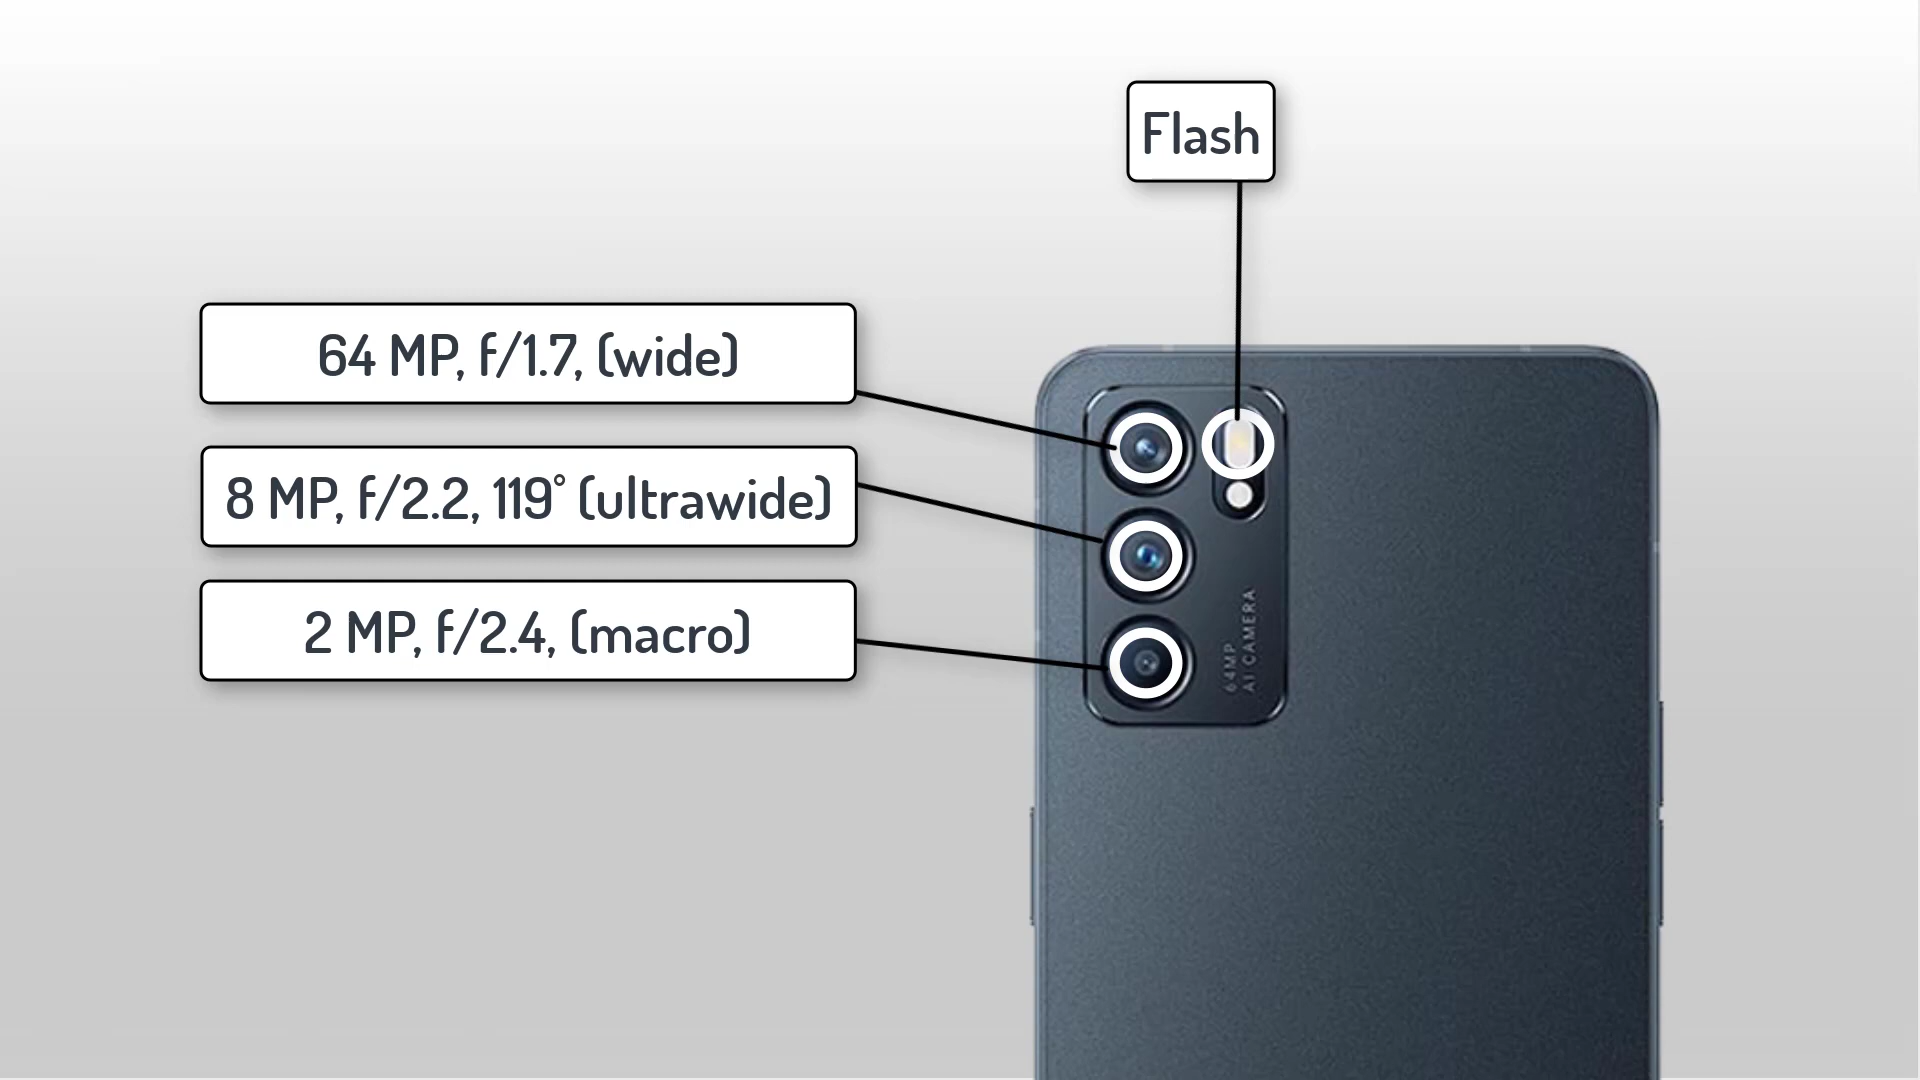 Flash
64 MP, f/1.7, (wide)
8 MP, f/2.2, 119° (ultrawide)
2 MP, f/2.4, (macro)
64MP
AI CAMERA